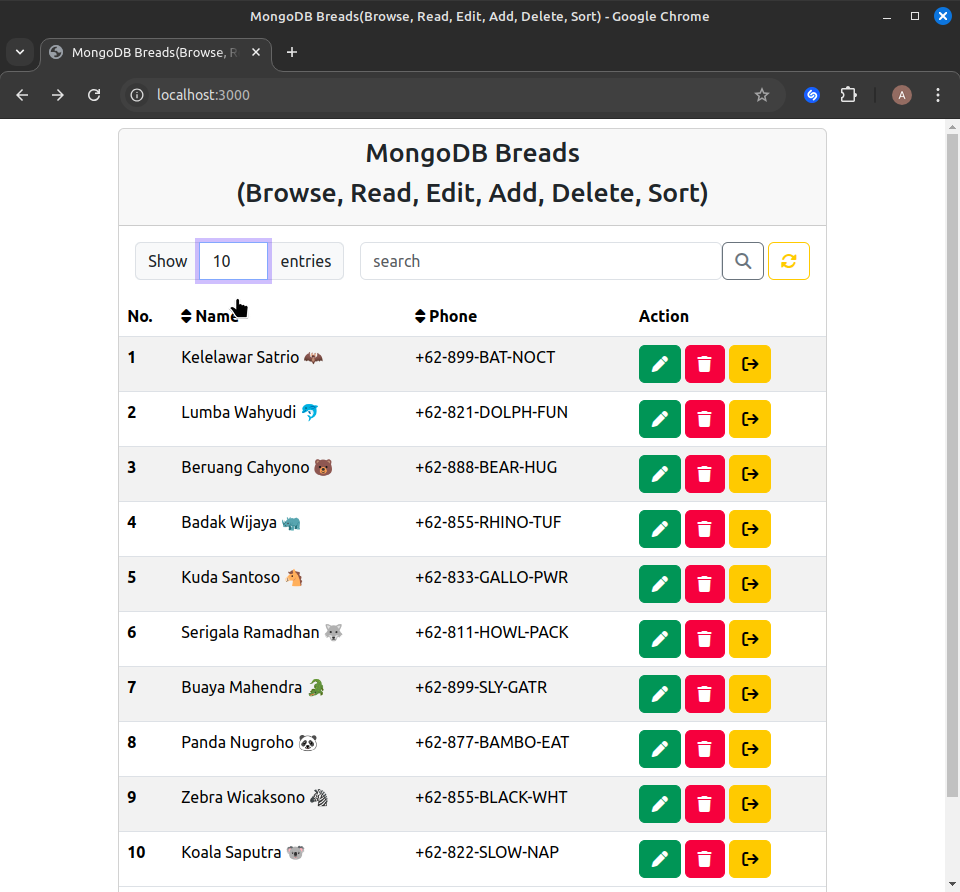 MongoDB Breads(Browse, Read, Edit, Add, Delete, Sort) - Google Chrome
MongoDB Breads(Browse, R
localhost:3000
A
MongoDB Breads
(Browse, Read, Edit, Add, Delete, Sort)
Show 10 entries search
No. Name Phone Action
1 Kelelawar Satrio 🦇 +62-899-BAT-NOCT
2 Lumba Wahyudi 🐬 +62-821-DOLPH-FUN
3 Beruang Cahyono 🐻 +62-888-BEAR-HUG
4 Badak Wijaya 🦏 +62-855-RHINO-TUF
5 Kuda Santoso 🐴 +62-833-GALLO-PWR
6 Serigala Ramadhan 🐺 +62-811-HOWL-PACK
7 Buaya Mahendra 🐊 +62-899-SLY-GATR
8 Panda Nugroho 🐼 +62-877-BAMBO-EAT
9 Zebra Wicaksono 🦓 +62-855-BLACK-WHT
10 Koala Saputra 🐨 +62-822-SLOW-NAP